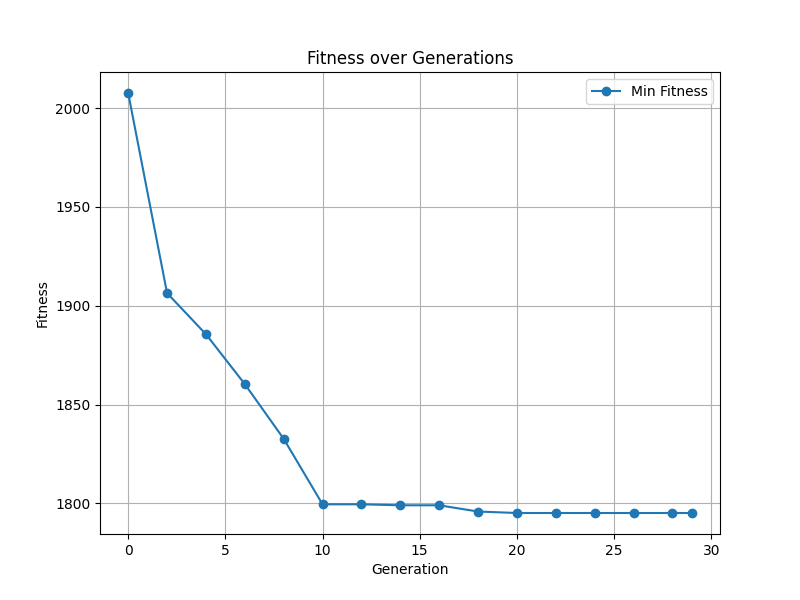 Fitness over Generations
Min Fitness
2000
1950
1900
1850
1800
Fitness
0 5 10 15 20 25 30
Generation